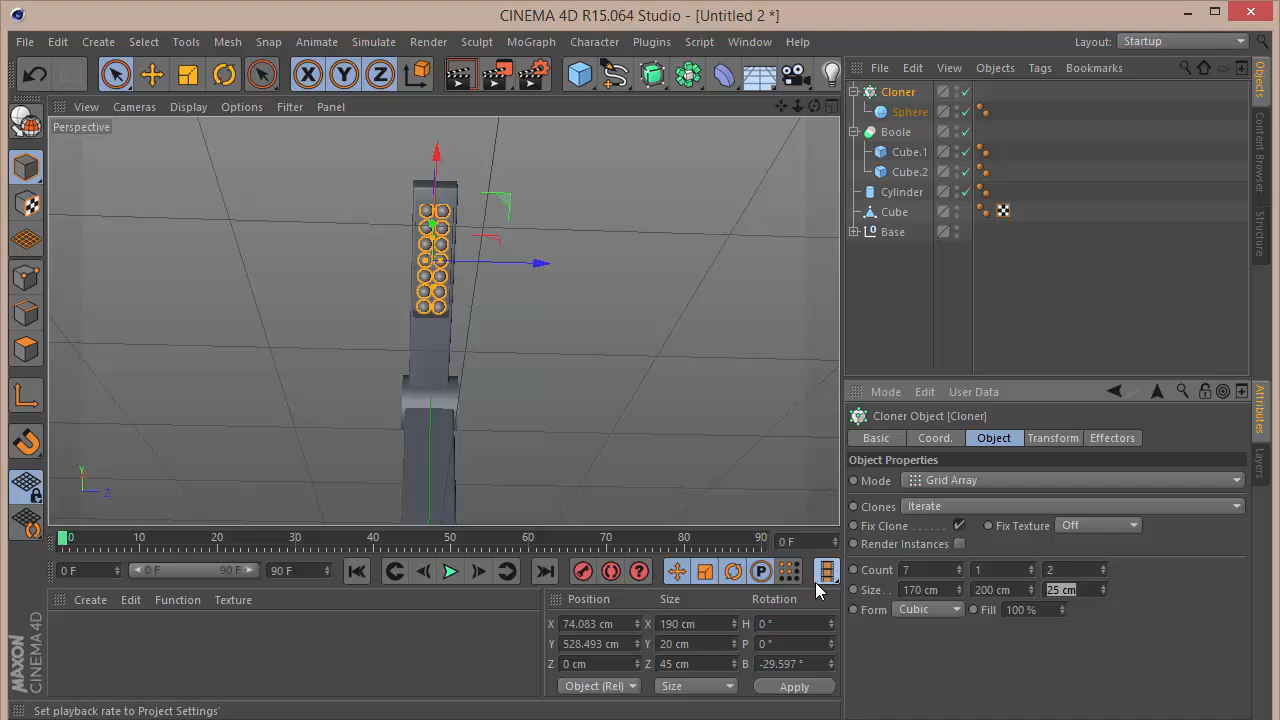 CINEMA 4D R15.064 Studio - [Untitled 2 *]
File Edit Create Select Tools Mesh Snap Animate Simulate Render Sculpt MoGraph Character Plugins Script Window Help Layout: Startup
X Y Z
File Edit View Objects Tags Bookmarks
View Cameras Display Options Filter Panel
Perspective
Cloner
Sphere
Boole
Cube.1
Cube.2
Cylinder
Cube
Base
Objects
Content Browser
Structure
Y
Z
Mode Edit User Data
Cloner Object [Cloner]
Basic Coord. Object Transform Effectors
Object Properties
Mode Grid Array
Clones Iterate
Fix Clone . . . . . . Fix Texture Off
Render Instances
Count 7 1 2
Size . . 170 cm 200 cm 25 cm
Form Cubic Fill 100 %
Attributes
Layers
0 10 20 30 40 50 60 70 80 90 0 F
0 F 0 F 90 F 90 F
P
Create Edit Function Texture
Position Size Rotation
X 74.083 cm X 190 cm H 0 °
Y 528.493 cm Y 20 cm P 0 °
Z 0 cm Z 45 cm B -29.597 °
Object (Rel) Size Apply
MAXON
CINEMA 4D
Set playback rate to Project Settings'